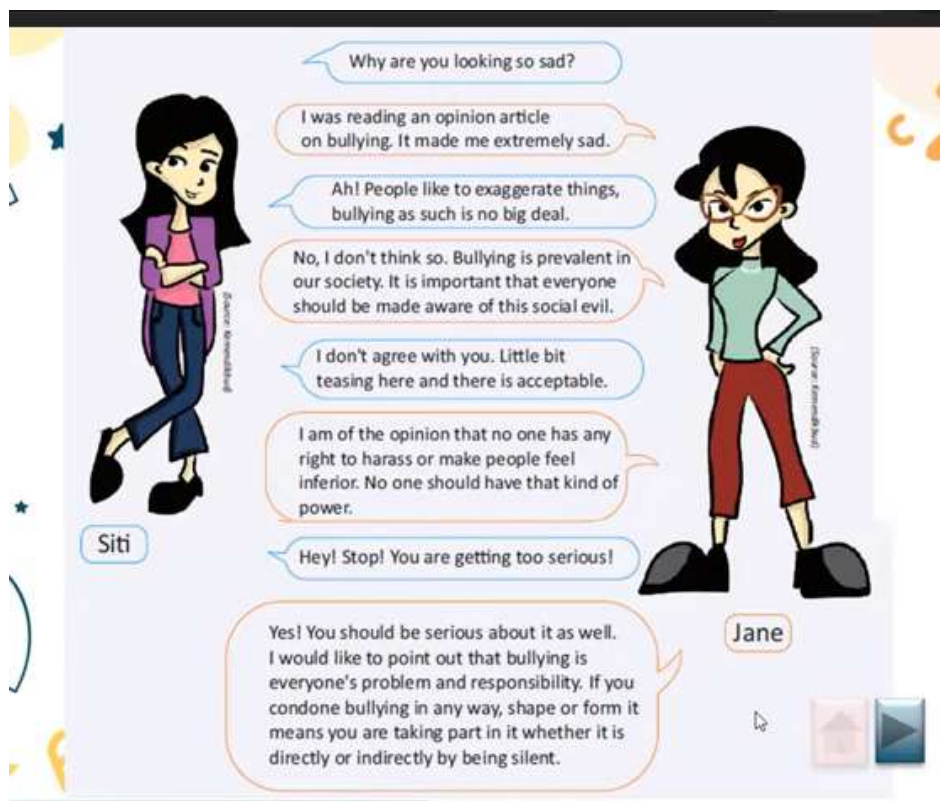 Why are you looking so sad?
I was reading an opinion article
on bullying. It made me extremely sad.
Ah! People like to exaggerate things,
bullying as such is no big deal.
No, I don't think so. Bullying is prevalent in
our society. It is important that everyone
should be made aware of this social evil.
I don't agree with you. Little bit
teasing here and there is acceptable.
I am of the opinion that no one has any
right to harass or make people feel
inferior. No one should have that kind of
power.
Hey! Stop! You are getting too serious!
Siti
Yes! You should be serious about it as well.
I would like to point out that bullying is
everyone's problem and responsibility. If you
condone bullying in any way, shape or form it
means you are taking part in it whether it is
directly or indirectly by being silent.
Jane
(Source: Kemendikbud)
(Source: Kemendikbud)